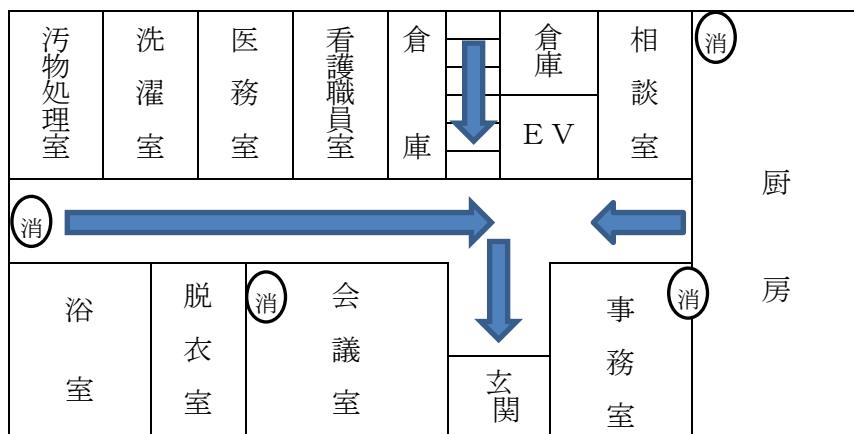 汚物処理室
洗濯室
医務室
看護職員室
倉庫
倉庫
EV
相談室
消
厨房
消
浴室
脱衣室
消
会議室
玄関
事務室
消